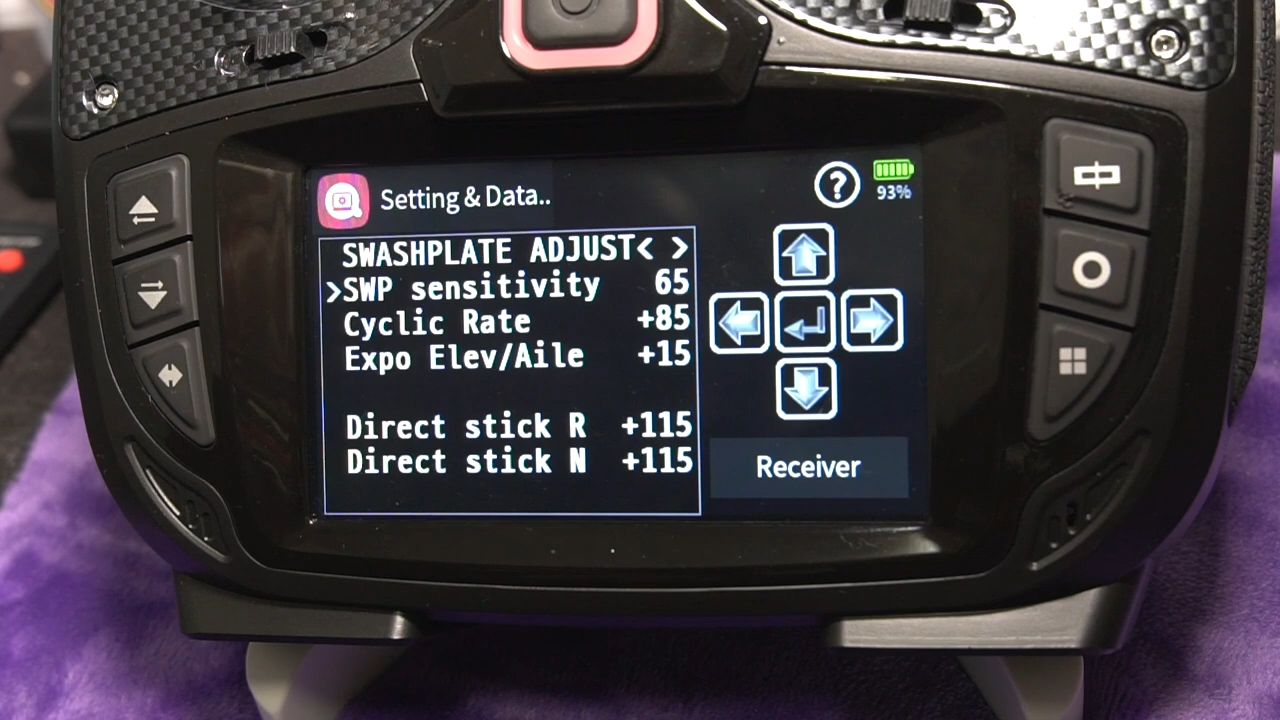 Setting & Data..
?
93%
SWASHPLATE ADJUST< >
>SWP sensitivity 65
Cyclic Rate +85
Expo Elev/Aile +15
Direct stick R +115
Direct stick N +115
Receiver